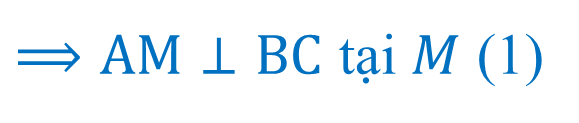 ⟹ AM ⊥ BC tại M (1)